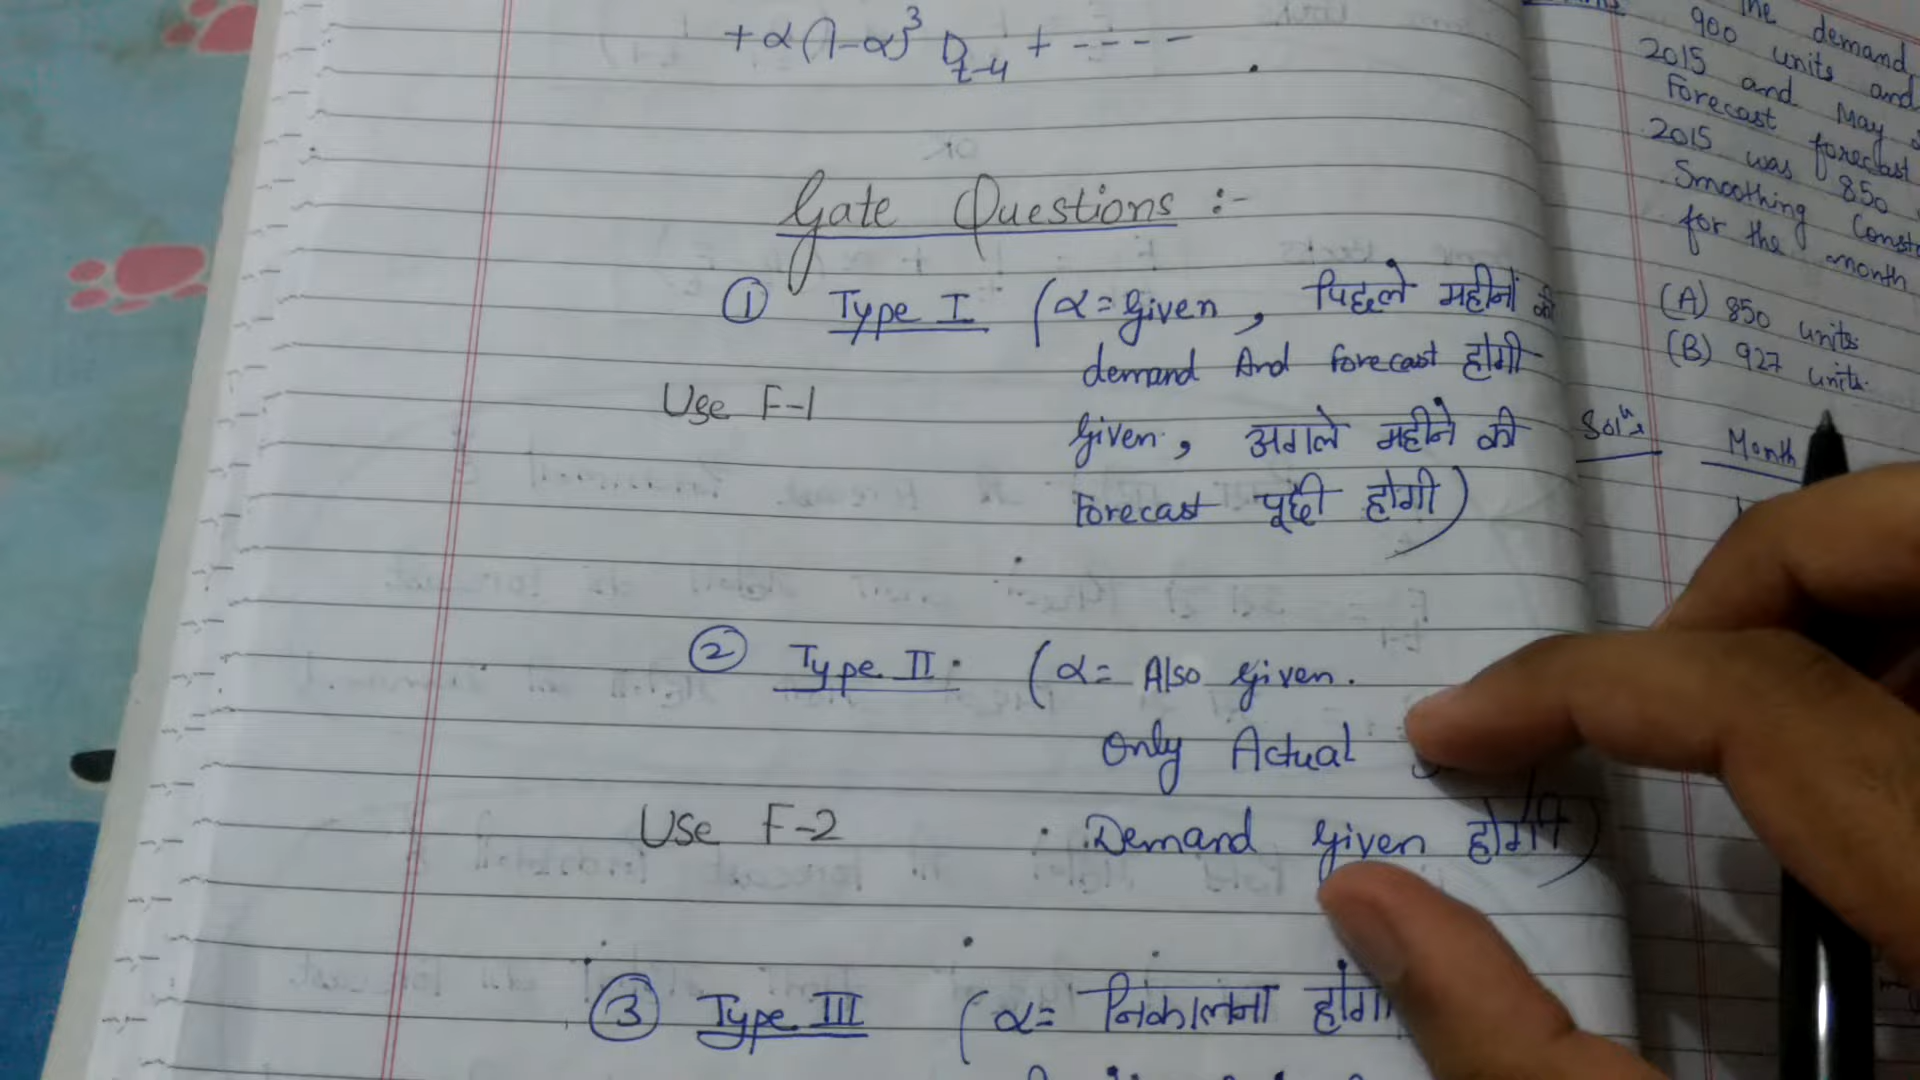 + α(1-α)³ D_{t-4} + -----
Gate Questions :-
① Type I (α = Given, पिछले महीनों की
demand And Forecast होगी
Use F-1
Given, अगले महीने की
Forecast पूछी होगी)
② Type II (α = Also Given.
Only Actual
Use F-2 Demand Given होगी)
③ Type III (α = निकालना होगा
The demand
900 units and
2015 and May
Forecast forecast
2015 was 850
Smoothing
for the month
(A) 850 units
(B) 927 units
Solⁿ Month